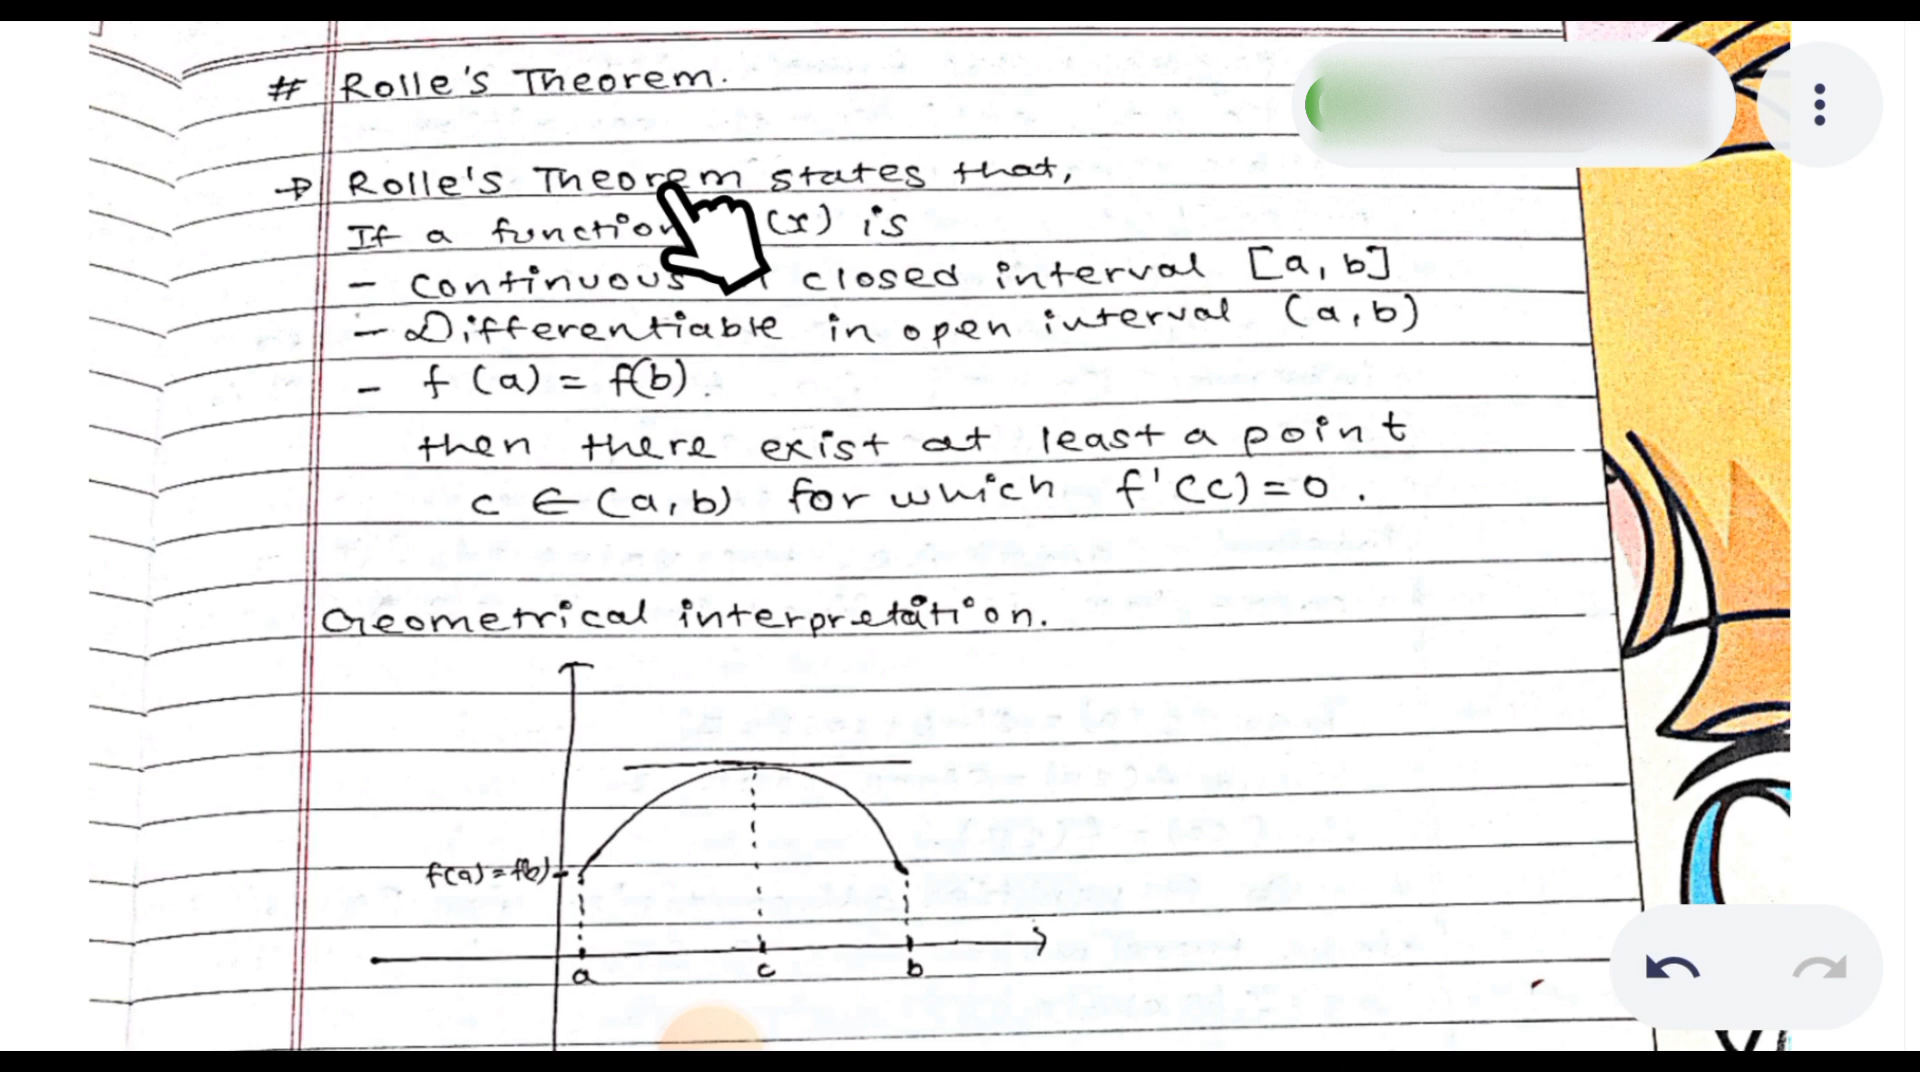 # Rolle's Theorem.
→ Rolle's Theorem states that,
If a function (x) is
- continuous closed interval [a, b]
- Differentiable in open interval (a, b)
- f (a) = f(b).
then there exist at least a point
c ∈ (a, b) for which f'(c) = 0.
Geometrical interpretation.
f(a) = f(b)
a c b